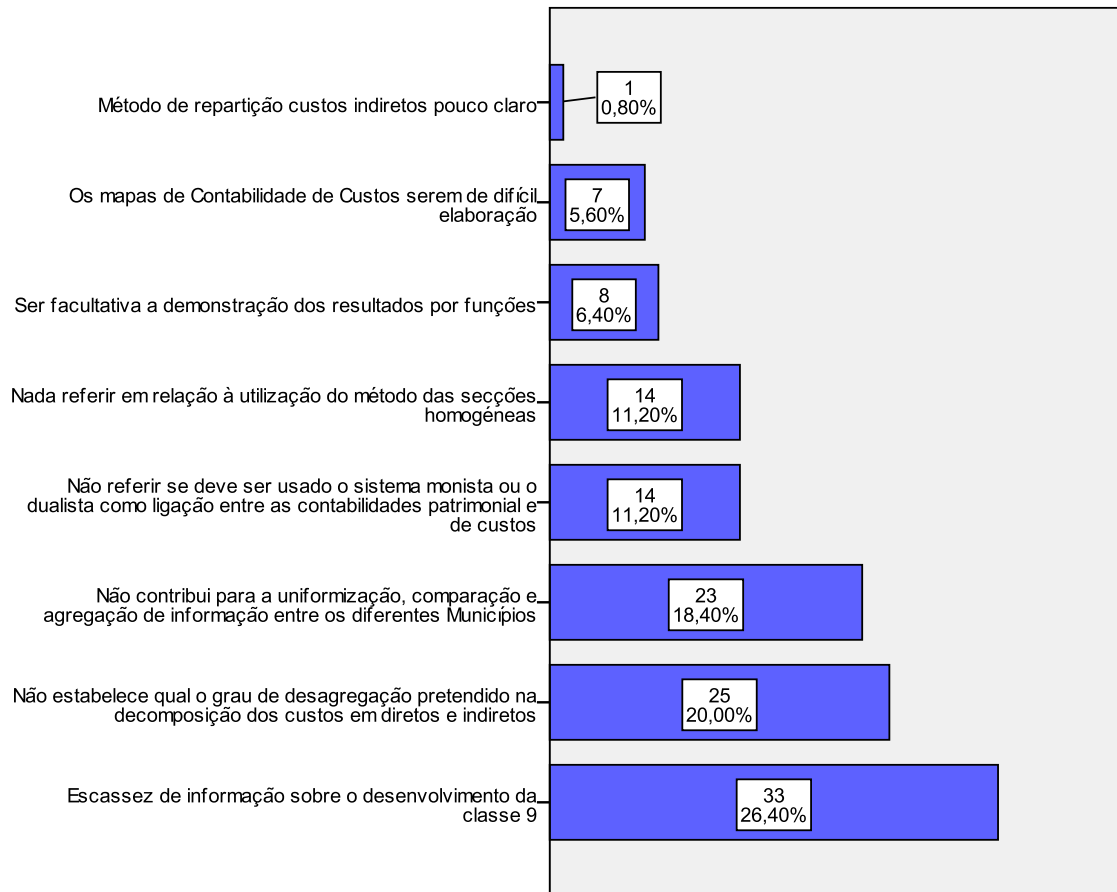 Método de repartição custos indiretos pouco claro
1
0,80%
Os mapas de Contabilidade de Custos serem de difícil
elaboração
7
5,60%
Ser facultativa a demonstração dos resultados por funções
8
6,40%
Nada referir em relação à utilização do método das secções
homogéneas
14
11,20%
Não referir se deve ser usado o sistema monista ou o
dualista como ligação entre as contabilidades patrimonial e
de custos
14
11,20%
Não contribui para a uniformização, comparação e
agregação de informação entre os diferentes Municípios
23
18,40%
Não estabelece qual o grau de desagregação pretendido na
decomposição dos custos em diretos e indiretos
25
20,00%
Escassez de informação sobre o desenvolvimento da
classe 9
33
26,40%